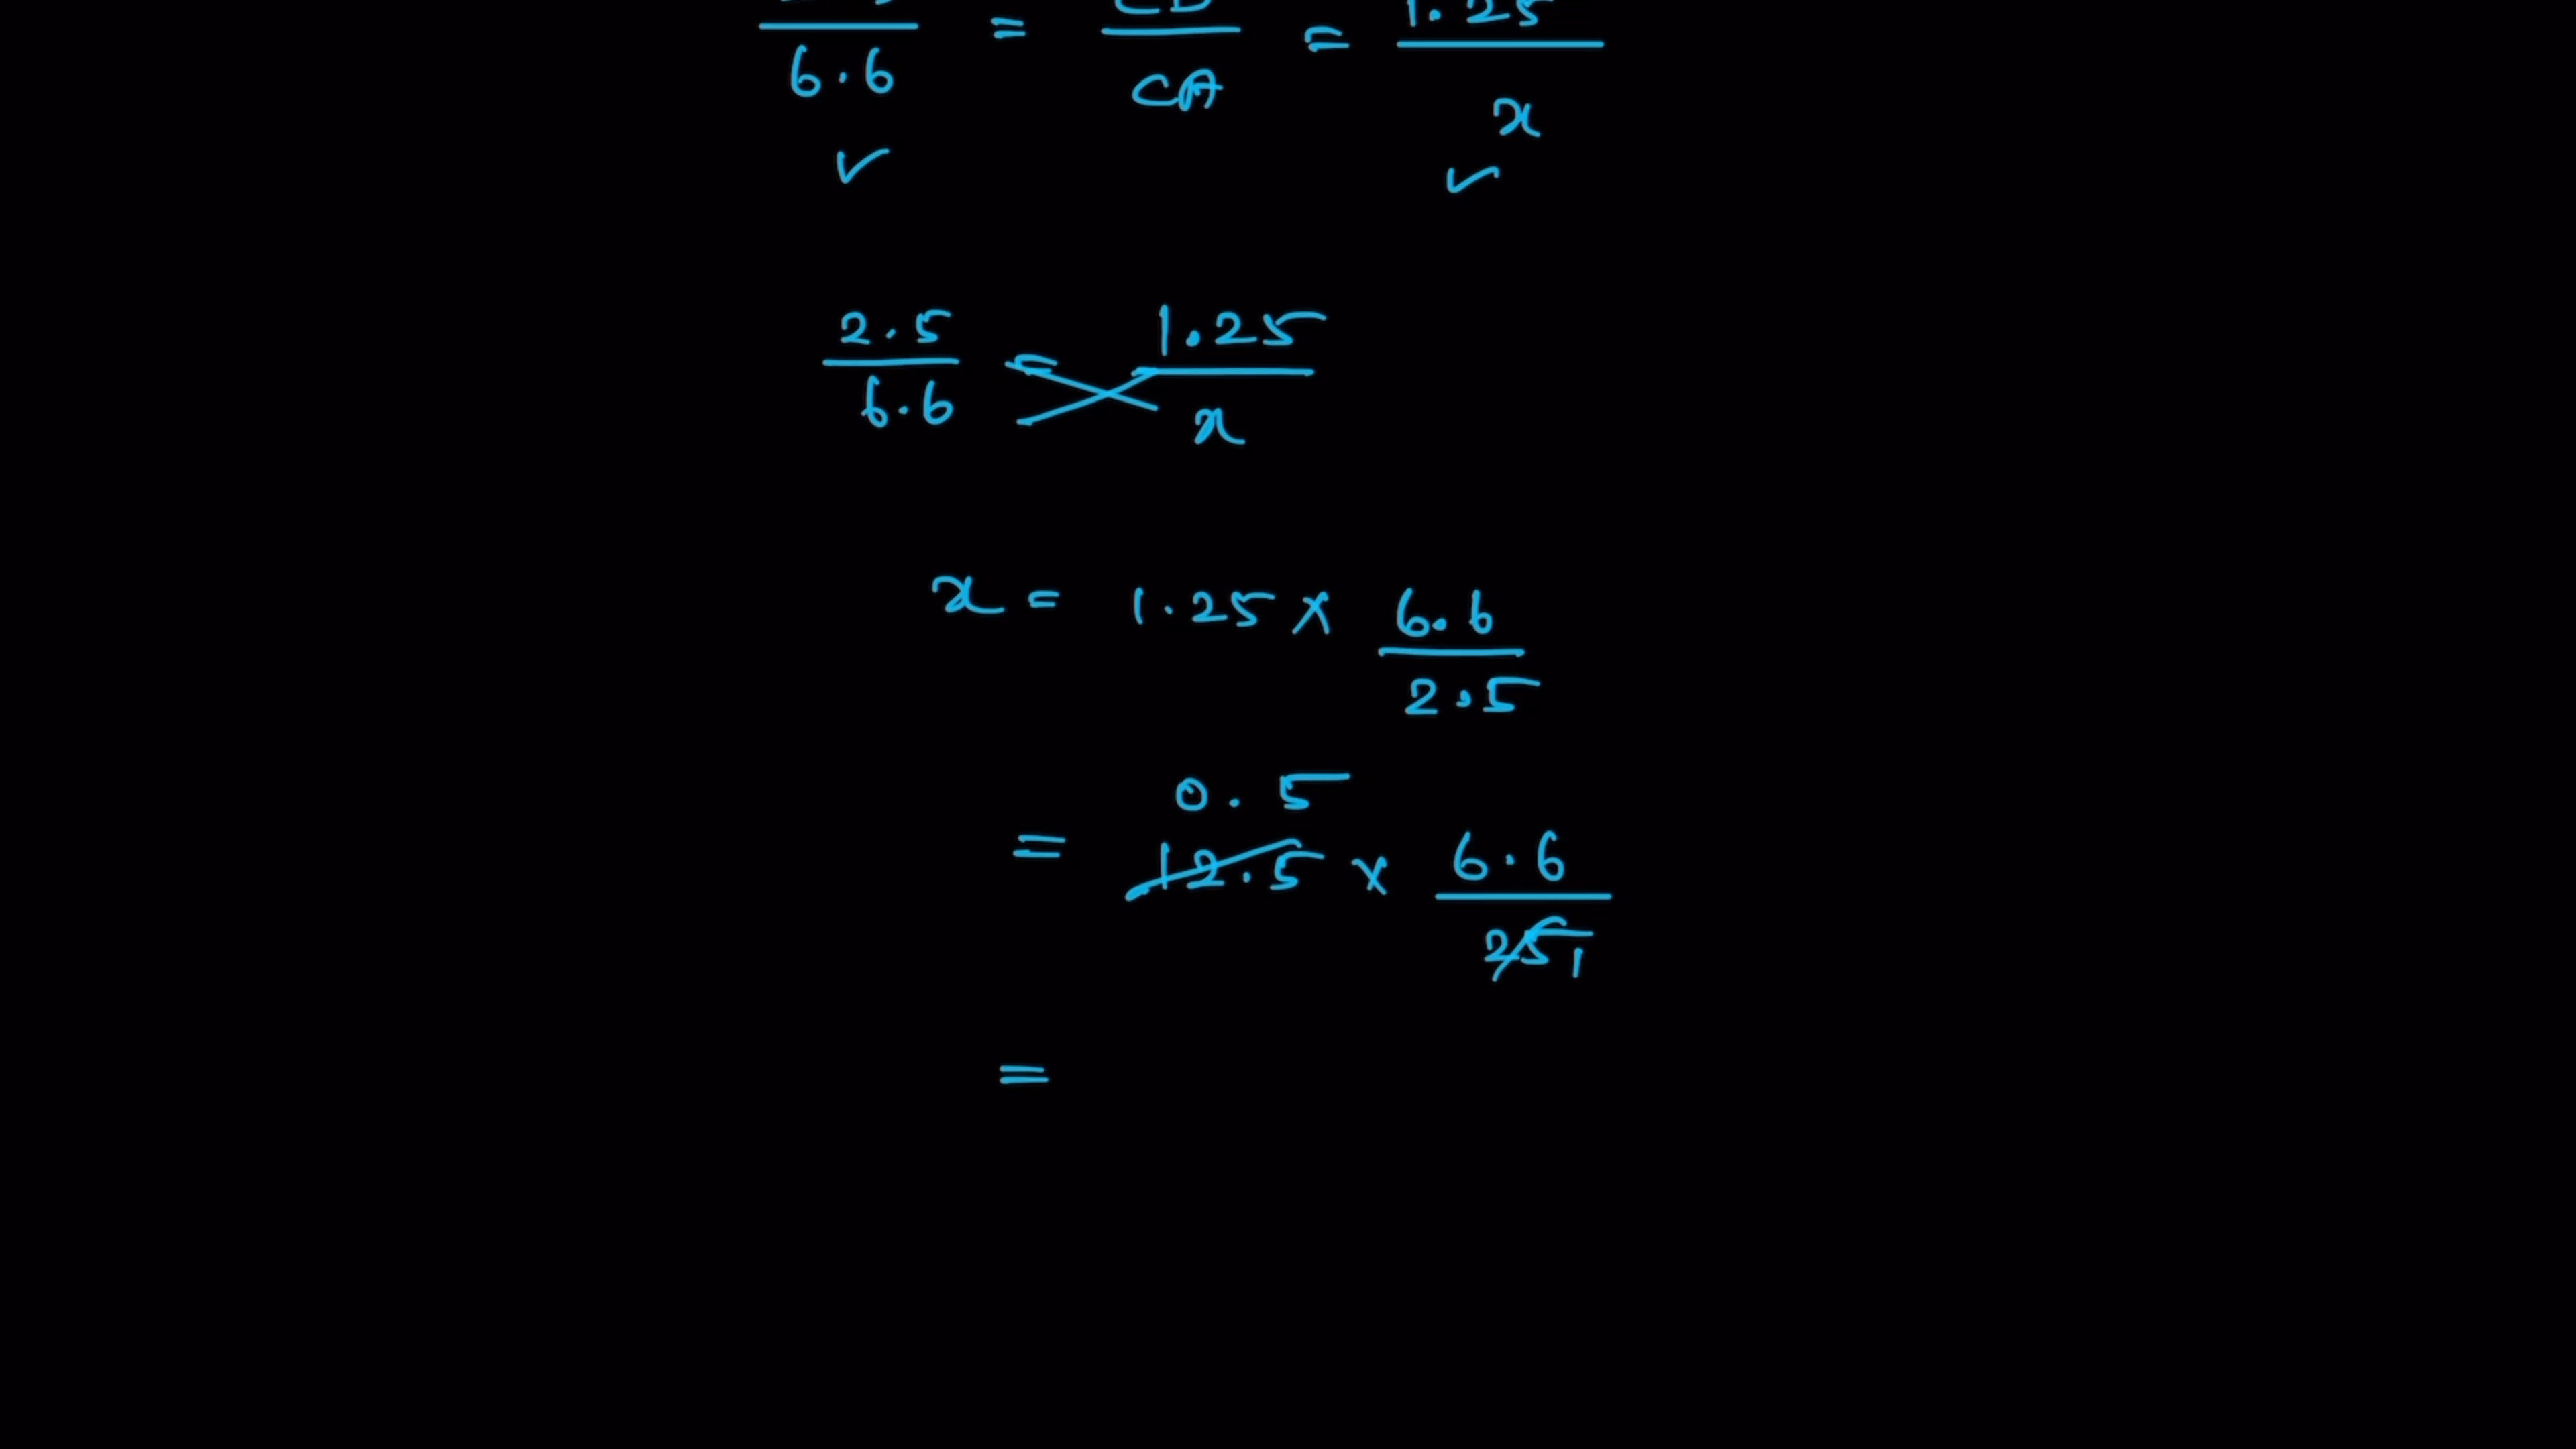 6.6 = CA = 1.25
x
✓ ✓
2.5/6.6 = 1.25/x
x = 1.25 x 6.6/2.5
0.5
= 12.5 x 6.6/25 1
=